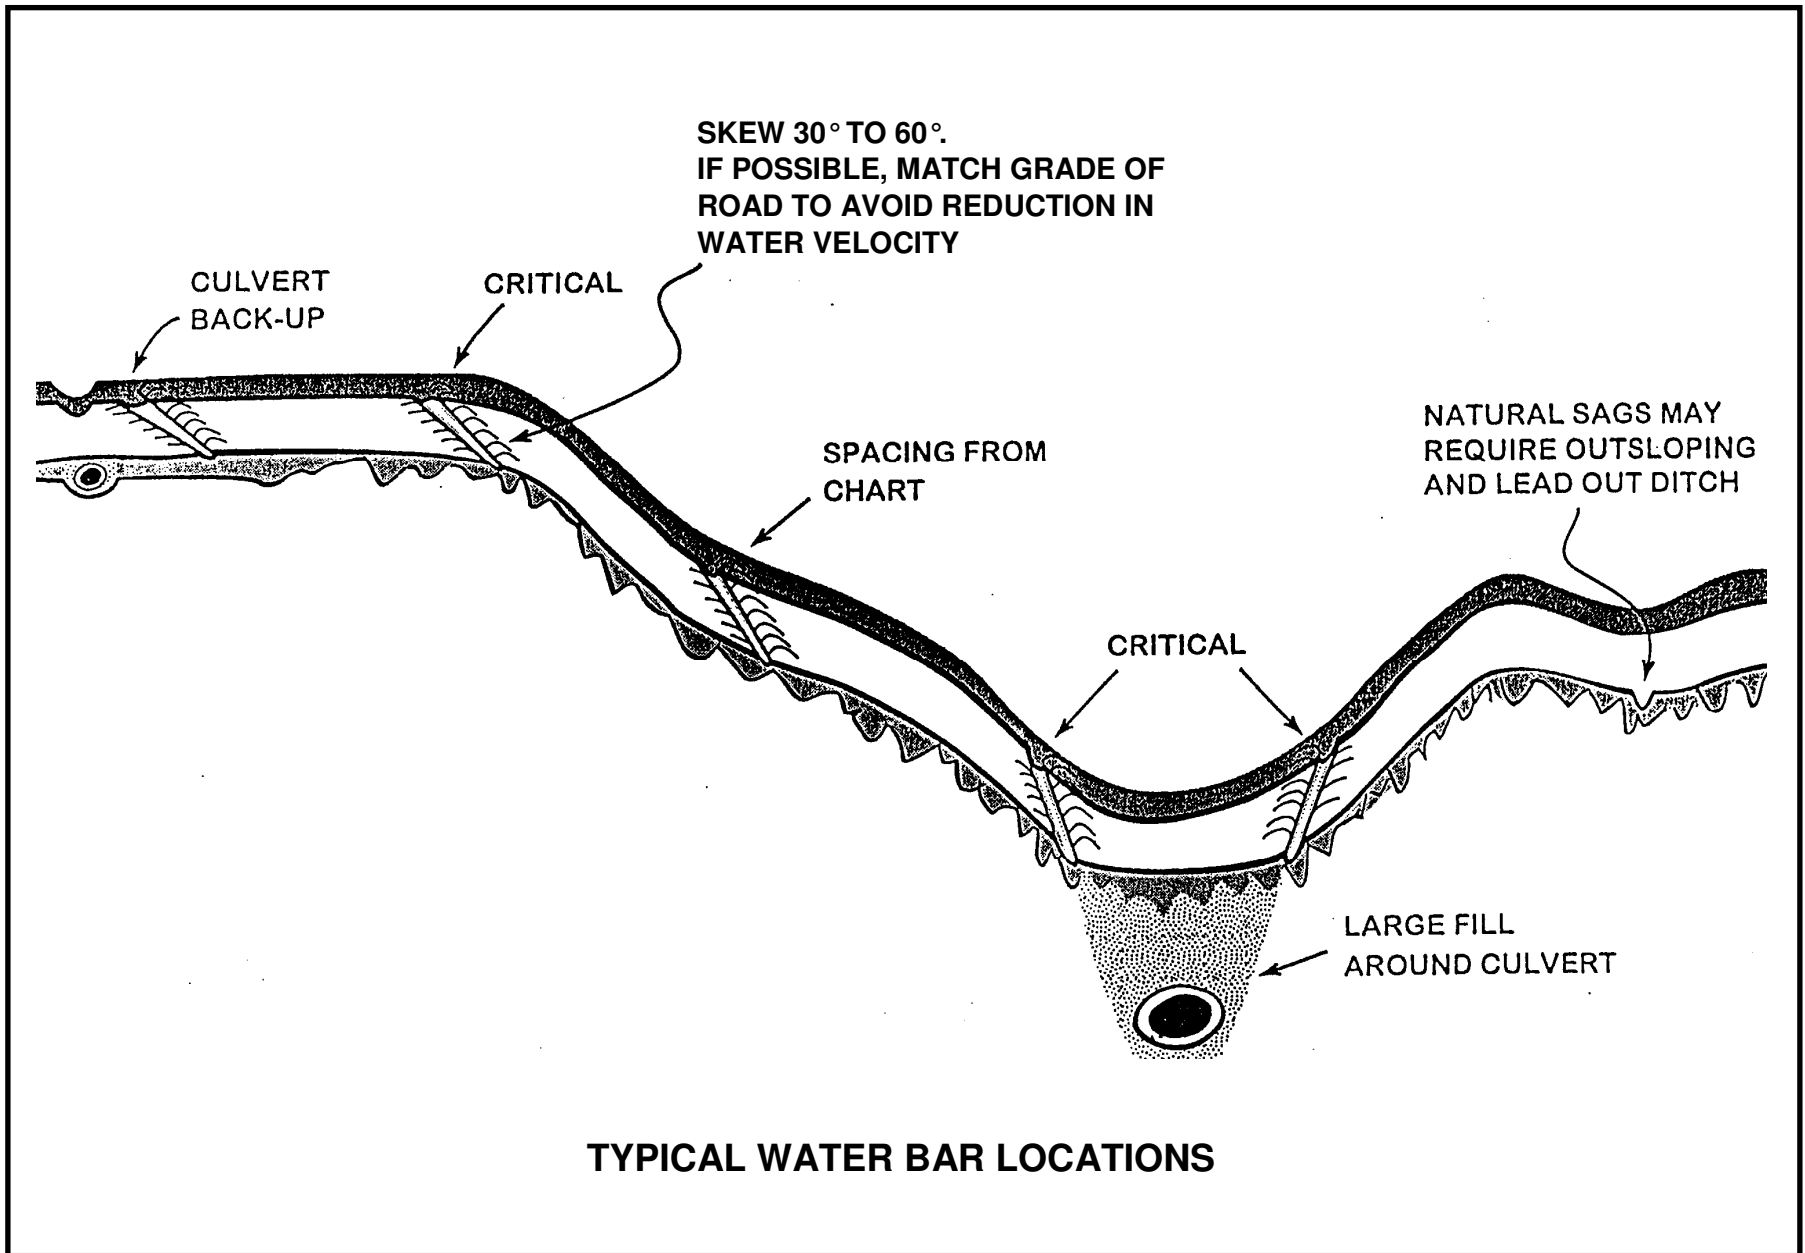 SKEW 30° TO 60°.
IF POSSIBLE, MATCH GRADE OF
ROAD TO AVOID REDUCTION IN
WATER VELOCITY
CULVERT
BACK-UP
CRITICAL
SPACING FROM
CHART
NATURAL SAGS MAY
REQUIRE OUTSLOPING
AND LEAD OUT DITCH
CRITICAL
LARGE FILL
AROUND CULVERT
TYPICAL WATER BAR LOCATIONS